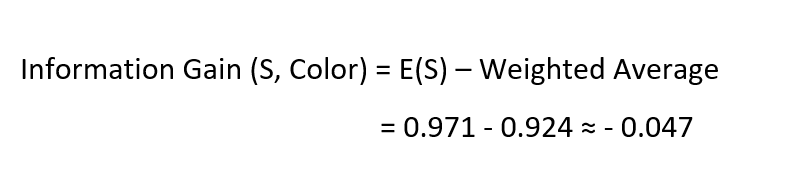 Information Gain (S, Color) = E(S) – Weighted Average
= 0.971 - 0.924 ≈ - 0.047